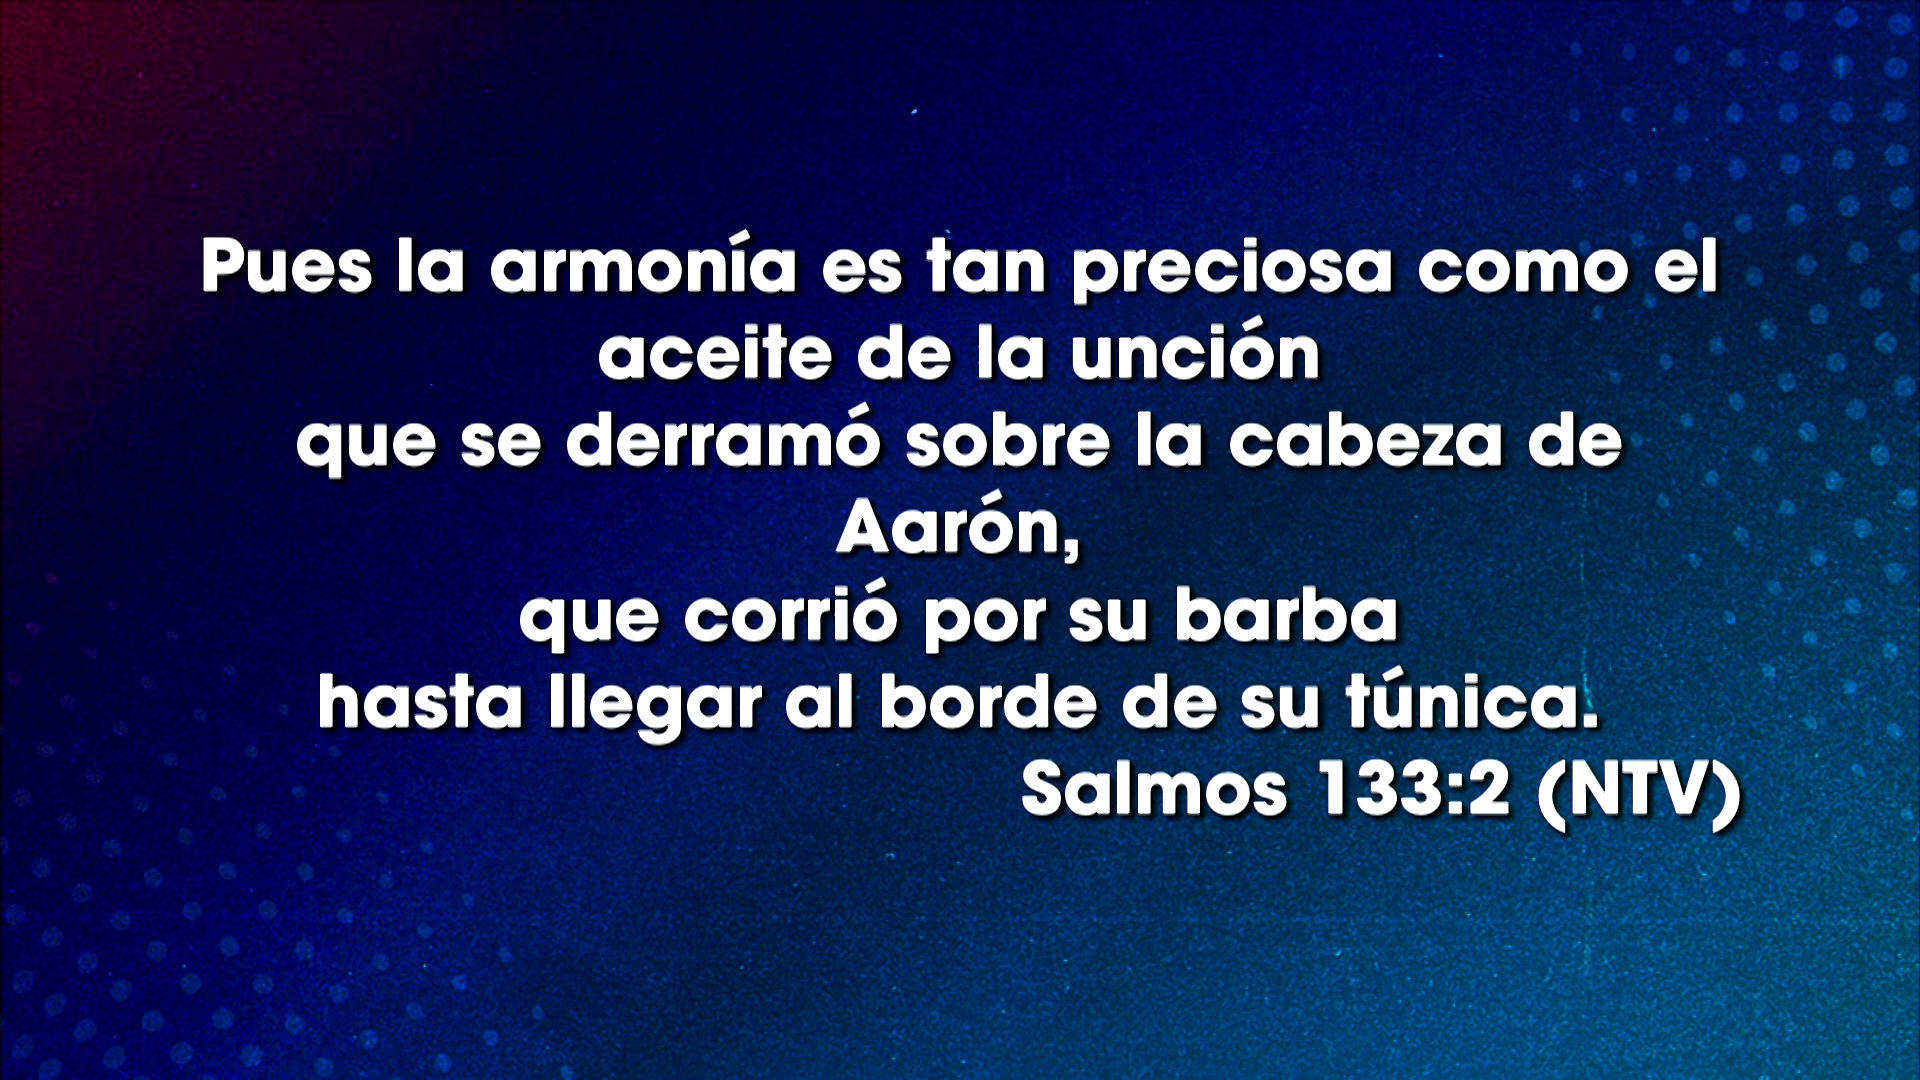 Pues la armonía es tan preciosa como el
aceite de la unción
que se derramó sobre la cabeza de
Aarón,
que corrió por su barba
hasta llegar al borde de su túnica.
Salmos 133:2 (NTV)